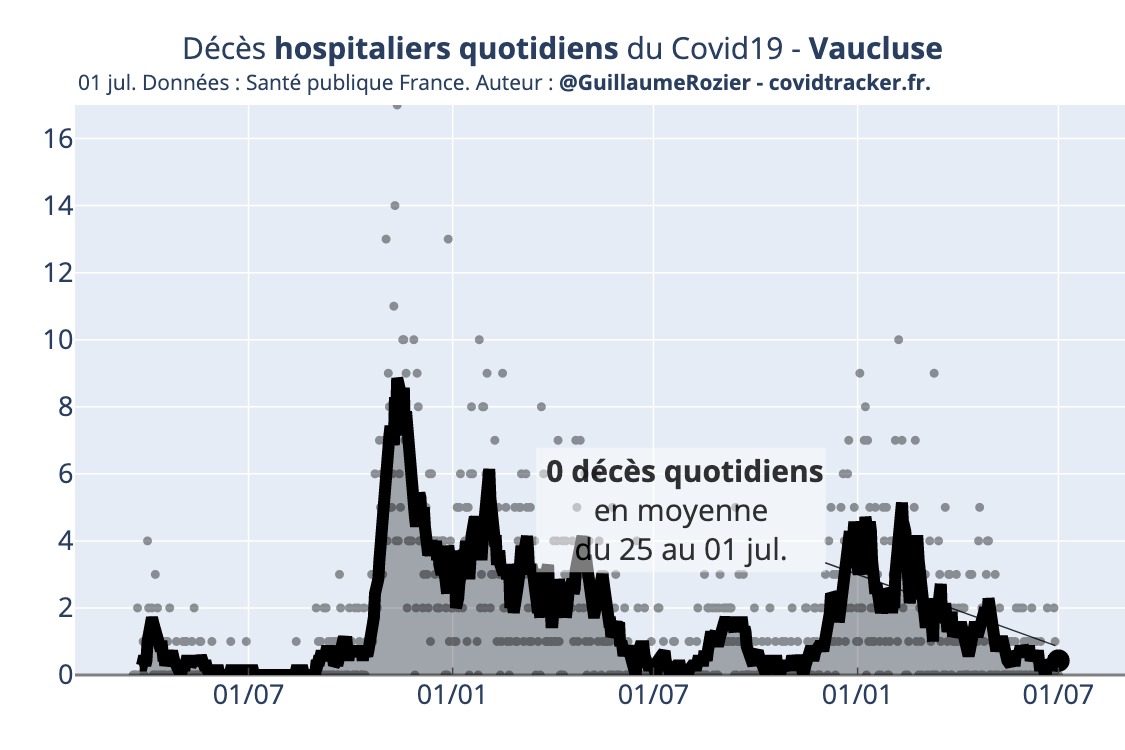 Décès hospitaliers quotidiens du Covid19 - Vaucluse
01 jul. Données : Santé publique France. Auteur : @GuillaumeRozier - covidtracker.fr.
16
14
12
10
8
6
4
2
0
0 décès quotidiens
en moyenne
du 25 au 01 jul.
01/07 01/01 01/07 01/01 01/07